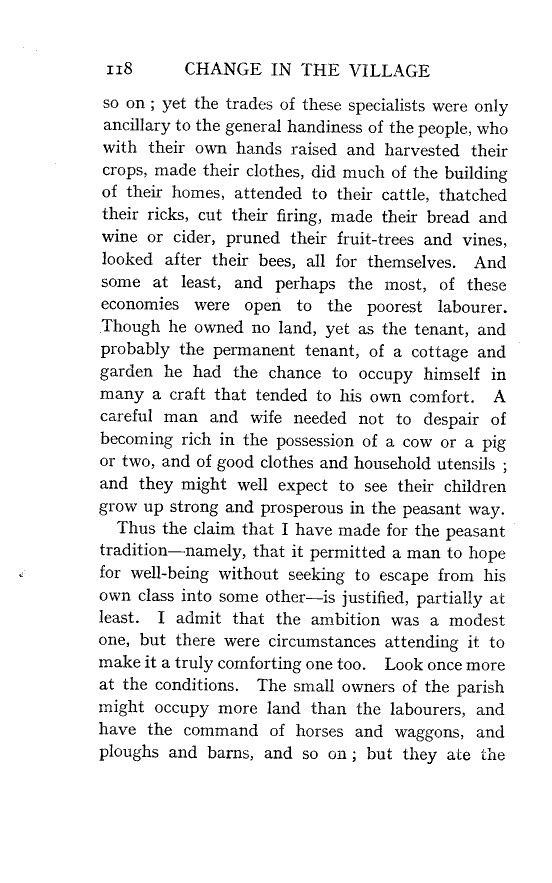 118 CHANGE IN THE VILLAGE
so on ; yet the trades of these specialists were only
ancillary to the general handiness of the people, who
with their own hands raised and harvested their
crops, made their clothes, did much of the building
of their homes, attended to their cattle, thatched
their ricks, cut their firing, made their bread and
wine or cider, pruned their fruit-trees and vines,
looked after their bees, all for themselves. And
some at least, and perhaps the most, of these
economies were open to the poorest labourer.
Though he owned no land, yet as the tenant, and
probably the permanent tenant, of a cottage and
garden he had the chance to occupy himself in
many a craft that tended to his own comfort. A
careful man and wife needed not to despair of
becoming rich in the possession of a cow or a pig
or two, and of good clothes and household utensils ;
and they might well expect to see their children
grow up strong and prosperous in the peasant way.
Thus the claim that I have made for the peasant
tradition—namely, that it permitted a man to hope
for well-being without seeking to escape from his
own class into some other—is justified, partially at
least. I admit that the ambition was a modest
one, but there were circumstances attending it to
make it a truly comforting one too. Look once more
at the conditions. The small owners of the parish
might occupy more land than the labourers, and
have the command of horses and waggons, and
ploughs and barns, and so on ; but they ate the